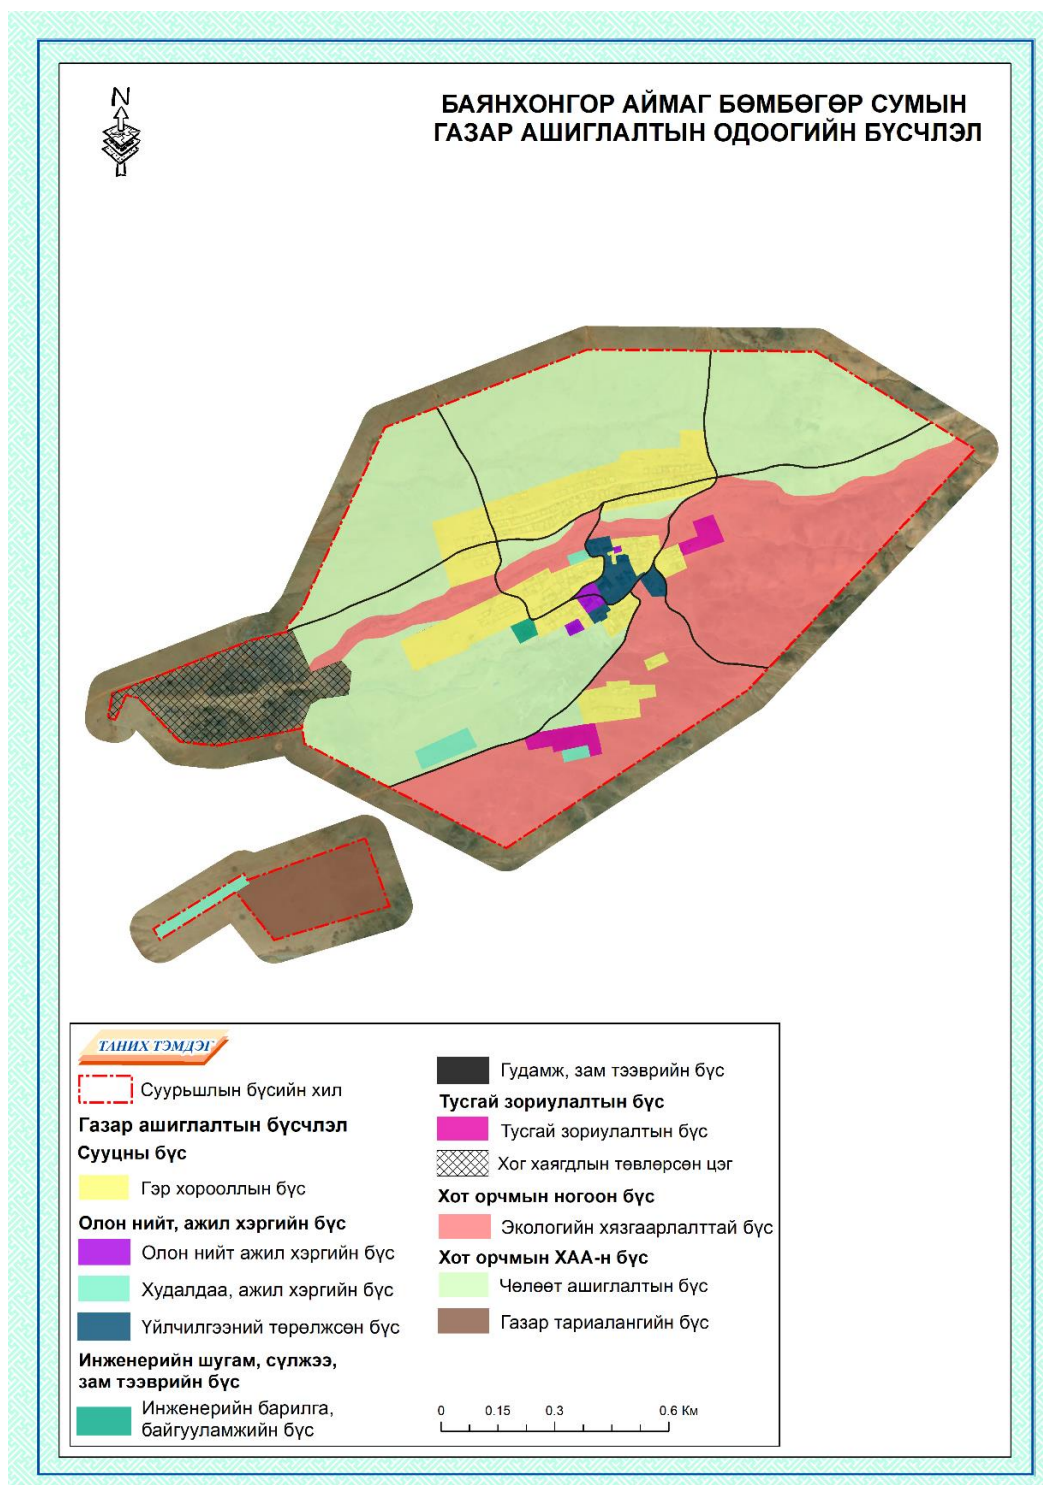 N
БАЯНХОНГОР АЙМАГ БӨМБӨГӨР СУМЫН
ГАЗАР АШИГЛАЛТЫН ОДООГИЙН БҮСЧЛЭЛ
ТАНИХ ТЭМДЭГ
Суурьшлын бүсийн хил
Газар ашиглалтын бүсчлэл
Сууцны бүс
Гэр хорооллын бүс
Олон нийт, ажил хэргийн бүс
Олон нийт ажил хэргийн бүс
Худалдаа, ажил хэргийн бүс
Үйлчилгээний төрөлжсөн бүс
Инженерийн шугам, сүлжээ,
зам тээврийн бүс
Инженерийн барилга,
байгууламжийн бүс
Гудамж, зам тээврийн бүс
Тусгай зориулалтын бүс
Тусгай зориулалтын бүс
Хог хаягдлын төвлөрсөн цэг
Хот орчмын ногоон бүс
Экологийн хязгаарлалттай бүс
Хот орчмын ХАА-н бүс
Чөлөөт ашиглалтын бүс
Газар тариалангийн бүс
0 0.15 0.3 0.6 Км